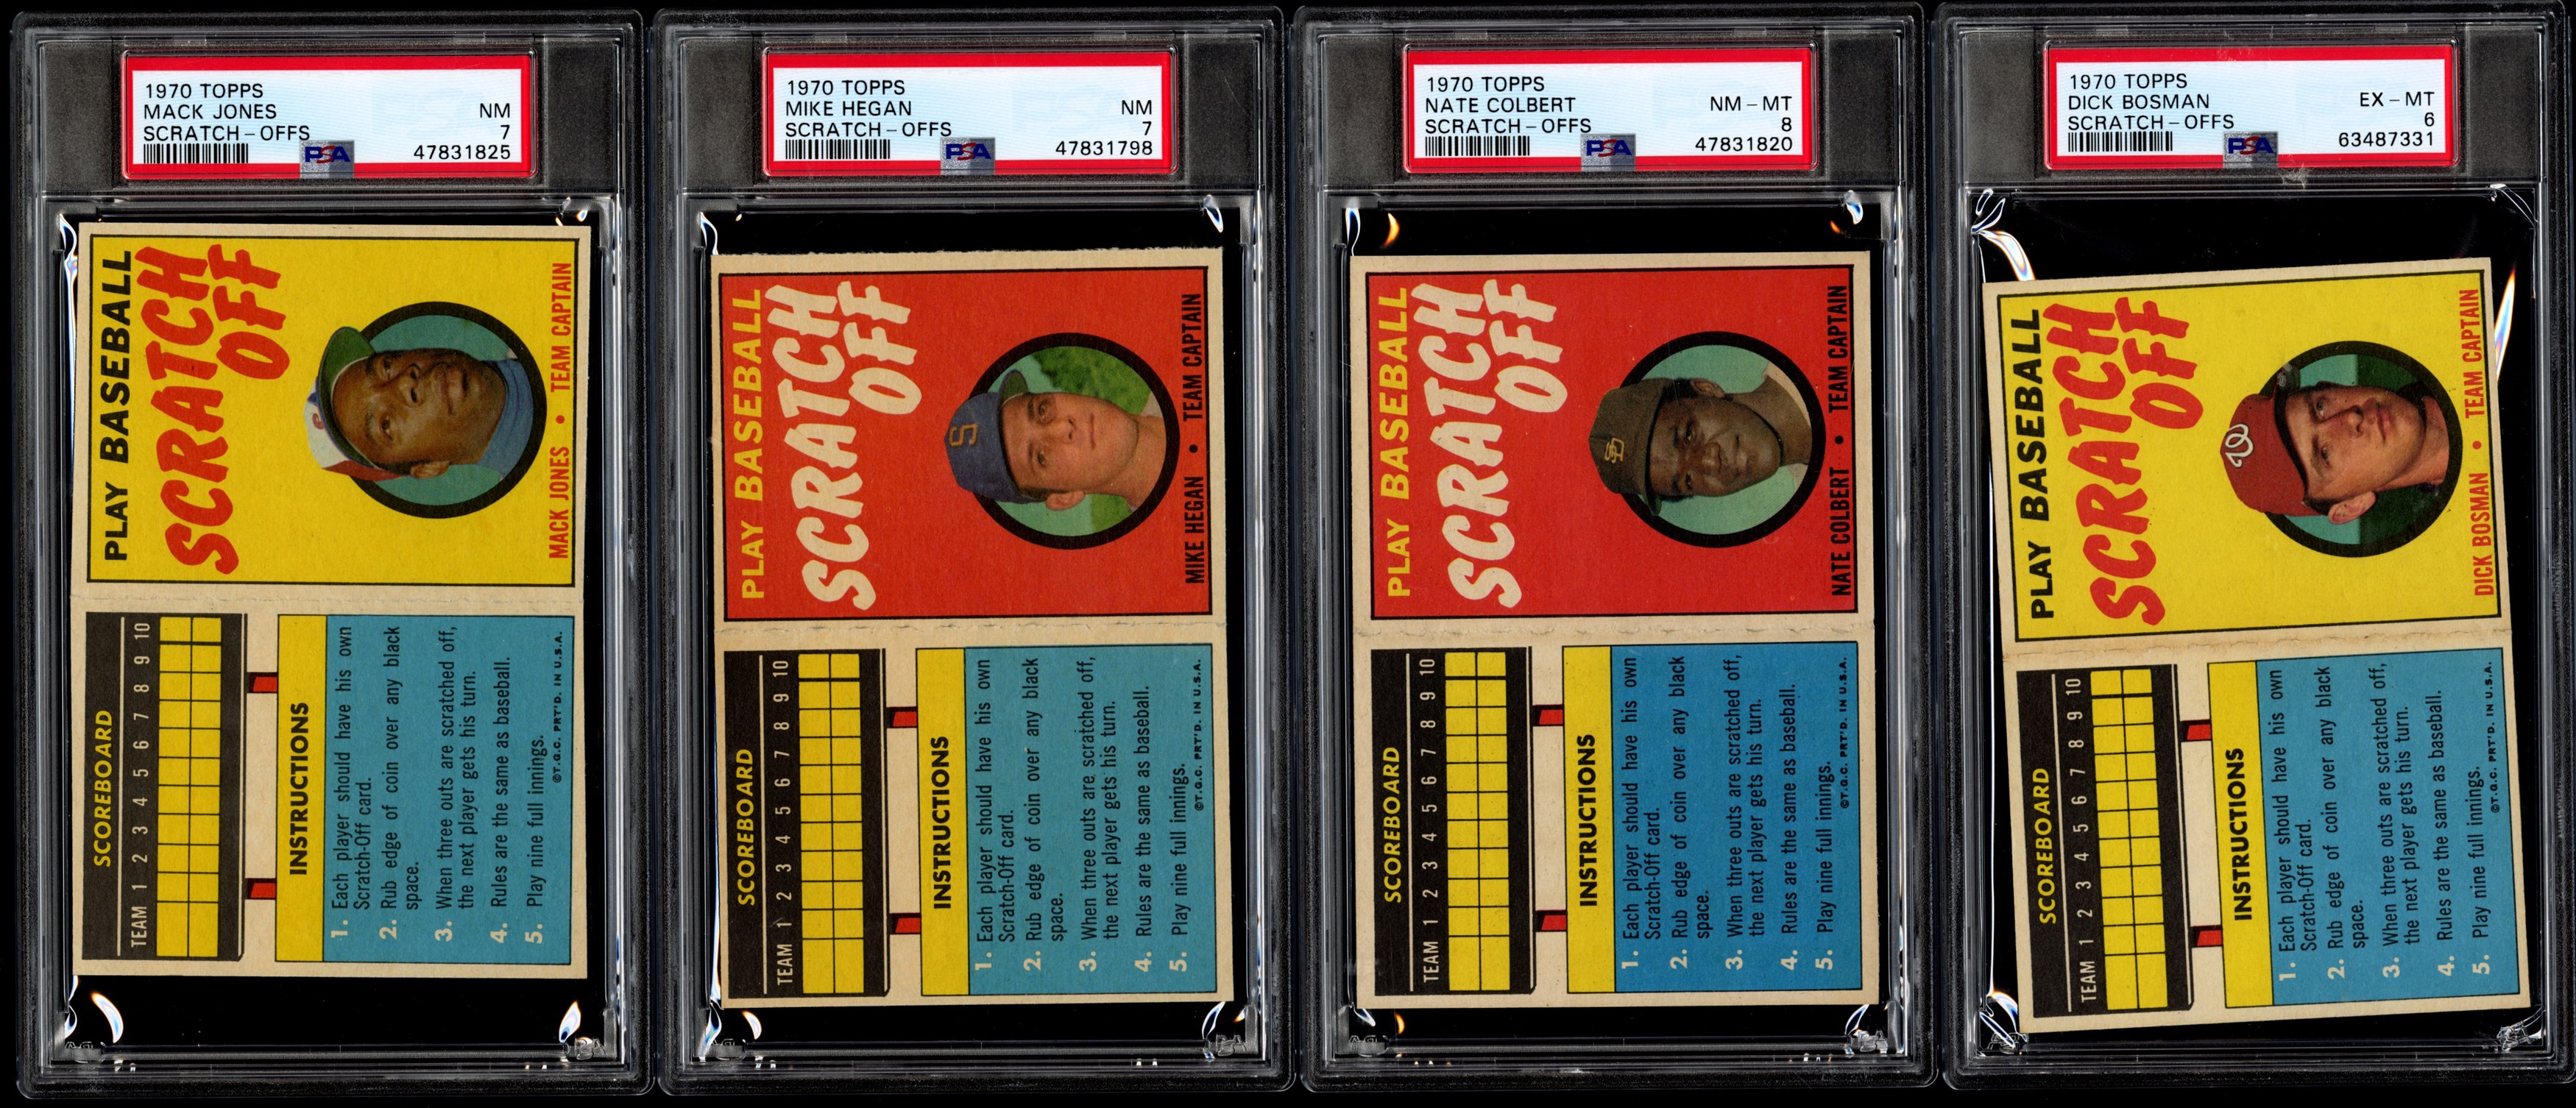 1970 TOPPS
MACK JONES NM
SCRATCH-OFFS 7
PSA 47831825
PLAY BASEBALL
SCRATCH
OFF
MACK JONES • TEAM CAPTAIN
SCOREBOARD
TEAM 1 2 3 4 5 6 7 8 9 10
INSTRUCTIONS
1. Each player should have his own
Scratch-Off card.
2. Rub edge of coin over any black
space.
3. When three outs are scratched off,
the next player gets his turn.
4. Rules are the same as baseball.
5. Play nine full innings.
©T.G.C. PRT'D. IN U.S.A.
1970 TOPPS
MIKE HEGAN NM
SCRATCH-OFFS 7
PSA 47831798
PLAY BASEBALL
SCRATCH
OFF
S
MIKE HEGAN • TEAM CAPTAIN
SCOREBOARD
TEAM 1 2 3 4 5 6 7 8 9 10
INSTRUCTIONS
1. Each player should have his own
Scratch-Off card.
2. Rub edge of coin over any black
space.
3. When three outs are scratched off,
the next player gets his turn.
4. Rules are the same as baseball.
5. Play nine full innings.
©T.G.C. PRT'D. IN U.S.A.
1970 TOPPS
NATE COLBERT NM-MT
SCRATCH-OFFS 8
PSA 47831820
PLAY BASEBALL
SCRATCH
OFF
SD
NATE COLBERT • TEAM CAPTAIN
SCOREBOARD
TEAM 1 2 3 4 5 6 7 8 9 10
INSTRUCTIONS
1. Each player should have his own
Scratch-Off card.
2. Rub edge of coin over any black
space.
3. When three outs are scratched off,
the next player gets his turn.
4. Rules are the same as baseball.
5. Play nine full innings.
©T.G.C. PRT'D. IN U.S.A.
1970 TOPPS
DICK BOSMAN EX-MT
SCRATCH-OFFS 6
PSA 63487331
PLAY BASEBALL
SCRATCH
OFF
W
DICK BOSMAN • TEAM CAPTAIN
SCOREBOARD
TEAM 1 2 3 4 5 6 7 8 9 10
INSTRUCTIONS
1. Each player should have his own
Scratch-Off card.
2. Rub edge of coin over any black
space.
3. When three outs are scratched off,
the next player gets his turn.
4. Rules are the same as baseball.
5. Play nine full innings.
©T.G.C. PRT'D. IN U.S.A.